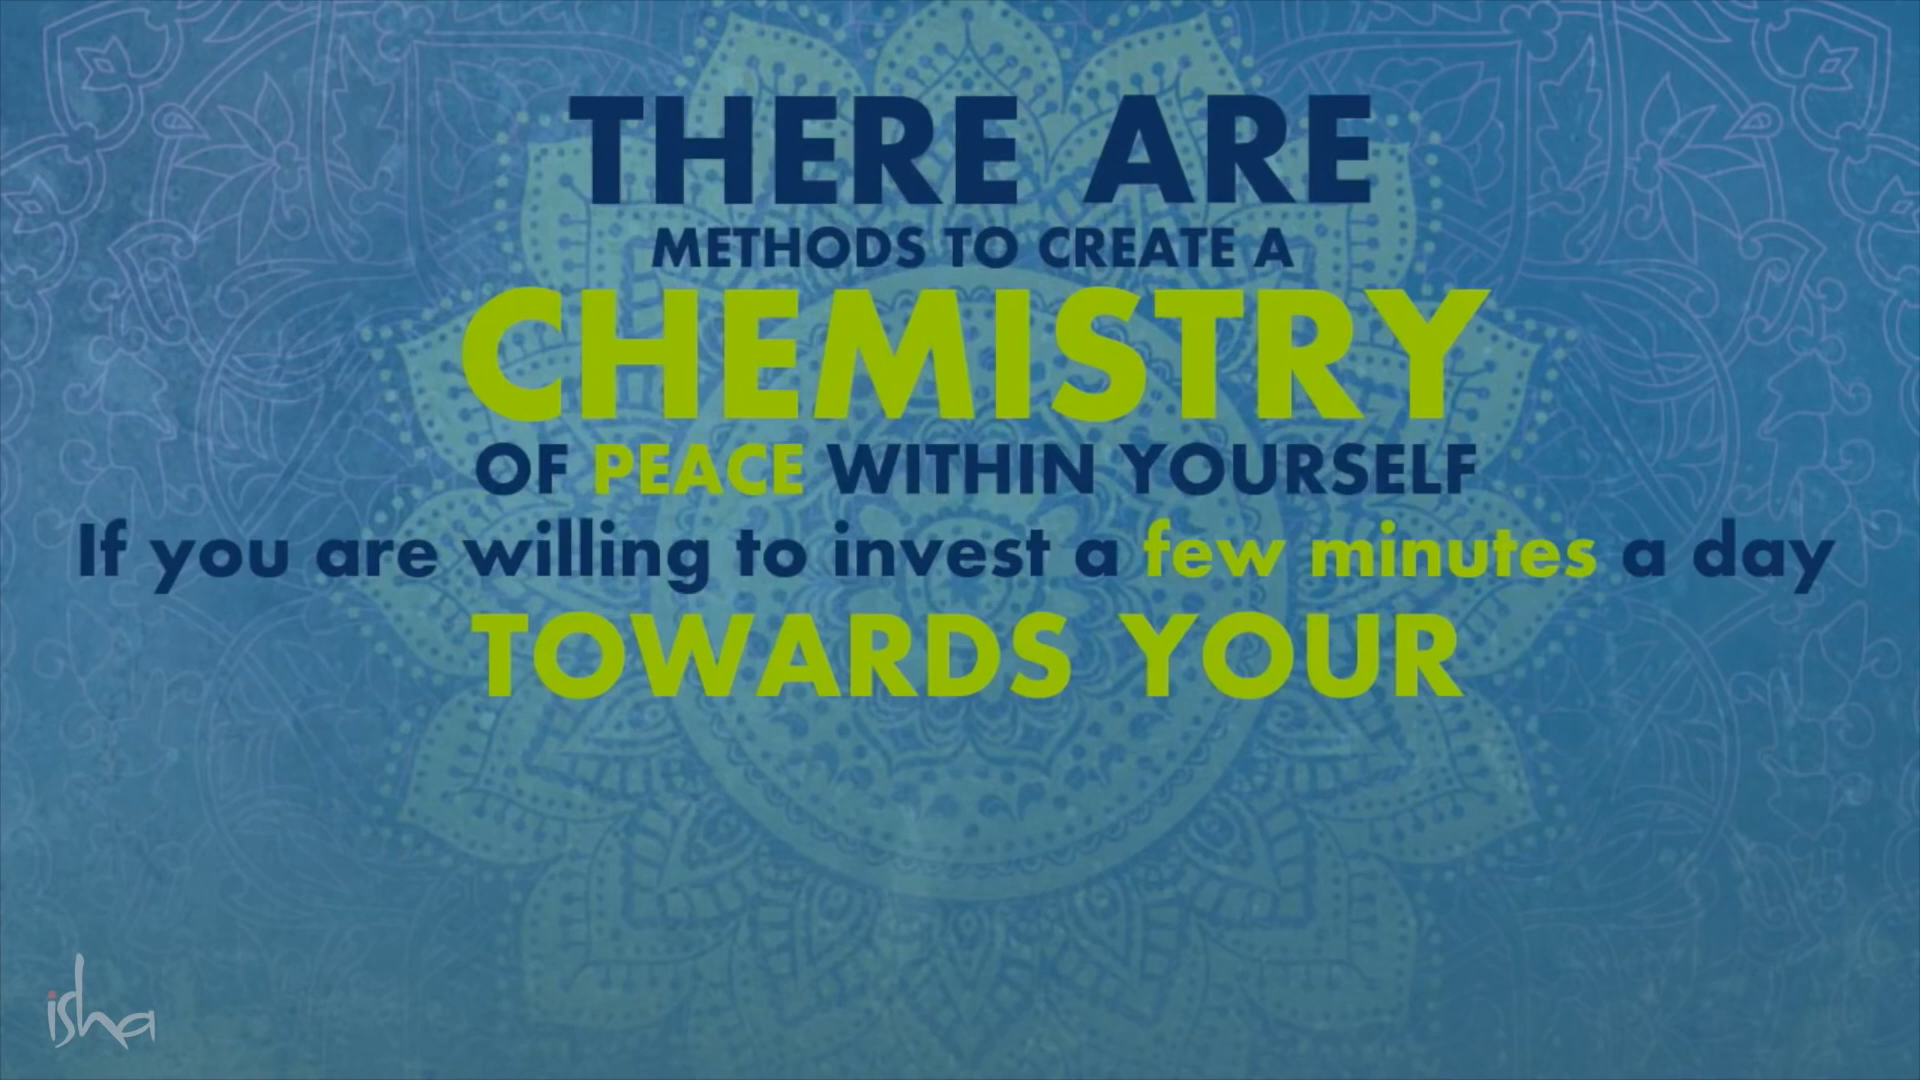 THERE ARE
METHODS TO CREATE A
CHEMISTRY
OF PEACE WITHIN YOURSELF
If you are willing to invest a few minutes a day
TOWARDS YOUR
isha